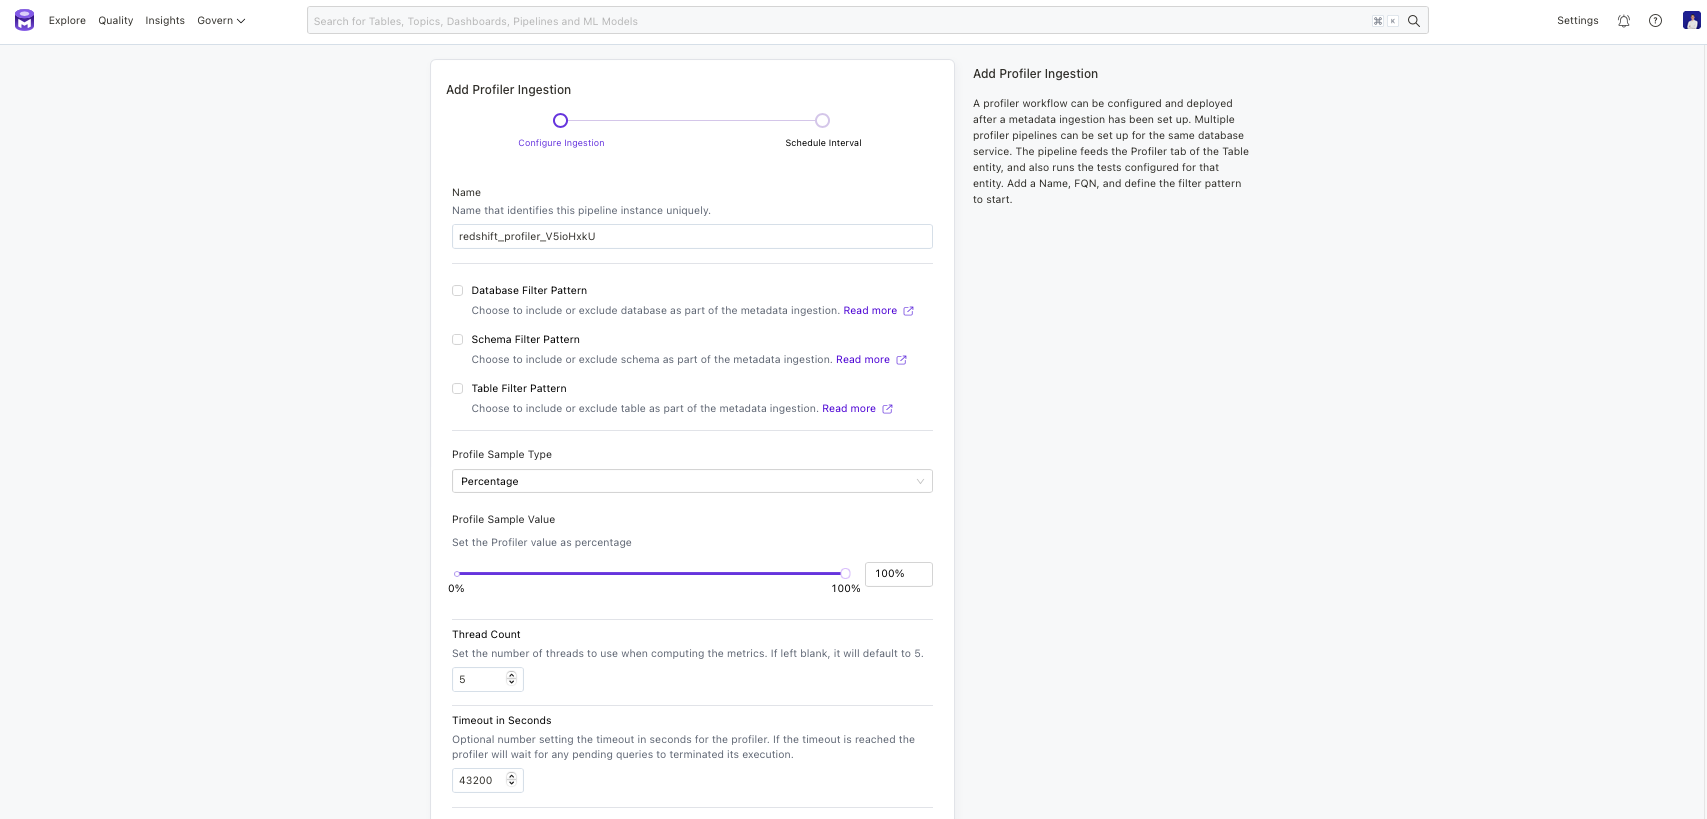 Explore Quality Insights Govern
Search for Tables, Topics, Dashboards, Pipelines and ML Models
⌘ K
Settings
Add Profiler Ingestion
Configure Ingestion
Schedule Interval
Name
Name that identifies this pipeline instance uniquely.
redshift_profiler_V5ioHxkU
Database Filter Pattern
Choose to include or exclude database as part of the metadata ingestion. Read more
Schema Filter Pattern
Choose to include or exclude schema as part of the metadata ingestion. Read more
Table Filter Pattern
Choose to include or exclude table as part of the metadata ingestion. Read more
Profile Sample Type
Percentage
Profile Sample Value
Set the Profiler value as percentage
100%
0%
100%
Thread Count
Set the number of threads to use when computing the metrics. If left blank, it will default to 5.
5
Timeout in Seconds
Optional number setting the timeout in seconds for the profiler. If the timeout is reached the
profiler will wait for any pending queries to terminated its execution.
43200
Add Profiler Ingestion
A profiler workflow can be configured and deployed
after a metadata ingestion has been set up. Multiple
profiler pipelines can be set up for the same database
service. The pipeline feeds the Profiler tab of the Table
entity, and also runs the tests configured for that
entity. Add a Name, FQN, and define the filter pattern
to start.